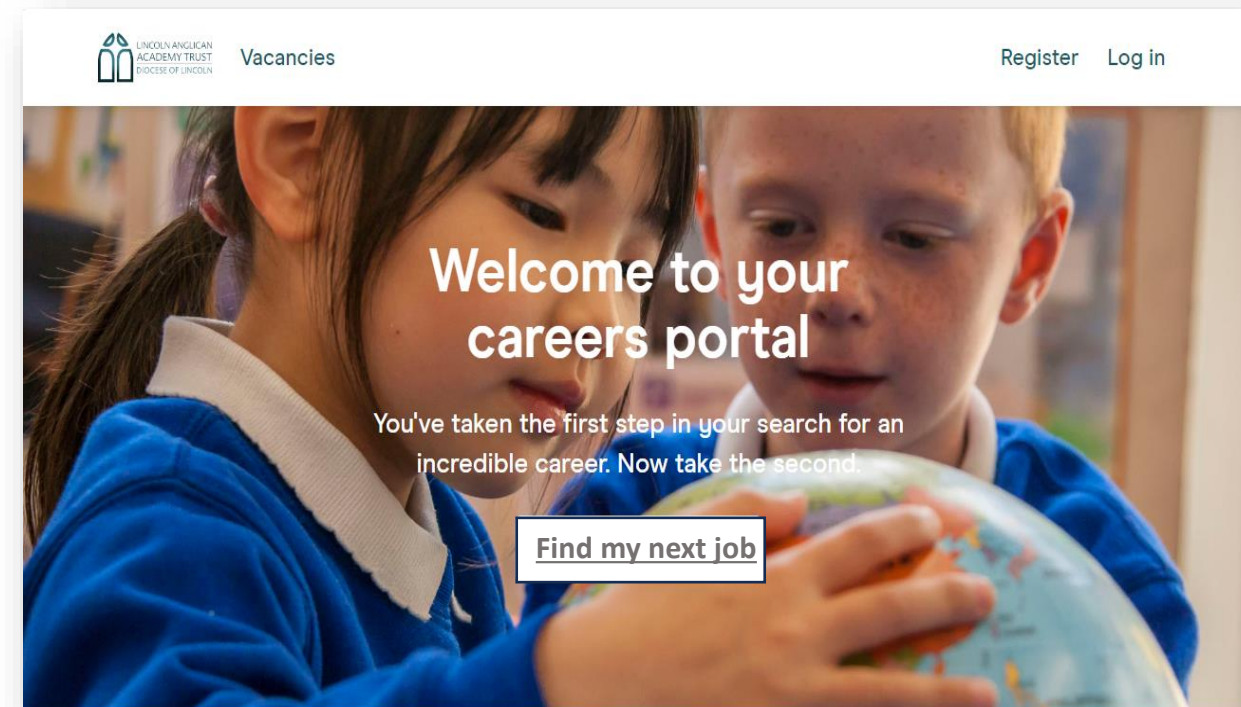 LINCOLN ANGLICAN
ACADEMY TRUST
DIOCESE OF LINCOLN
Vacancies
Register
Log in
Welcome to your
careers portal
You've taken the first step in your search for an
incredible career. Now take the second.
Find my next job